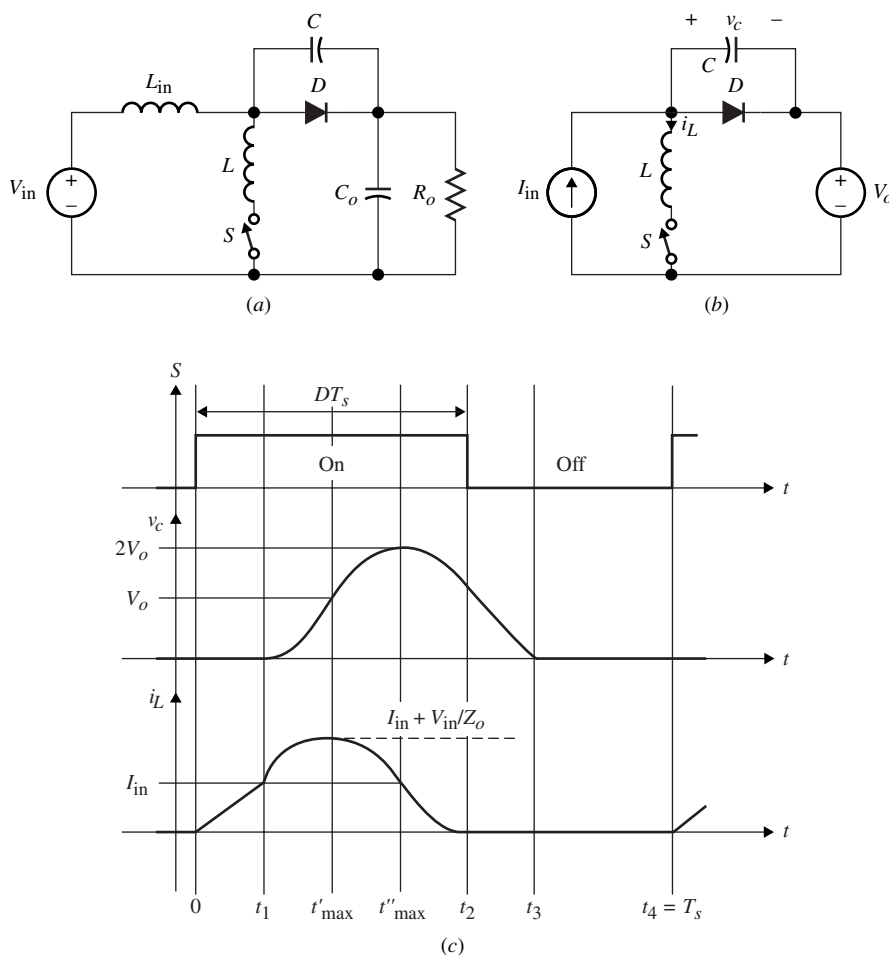 C
+ v_c −
C
L_in
D
D
i_L
V_in
+
−
L
C_o
R_o
I_in
L
+
−
V_o
S
S
(a)
(b)
S
DT_s
On
Off
t
v_c
2V_o
V_o
t
i_L
I_in + V_in/Z_o
I_in
t
0
t_1
t'_max
t''_max
t_2
t_3
t_4 = T_s
(c)